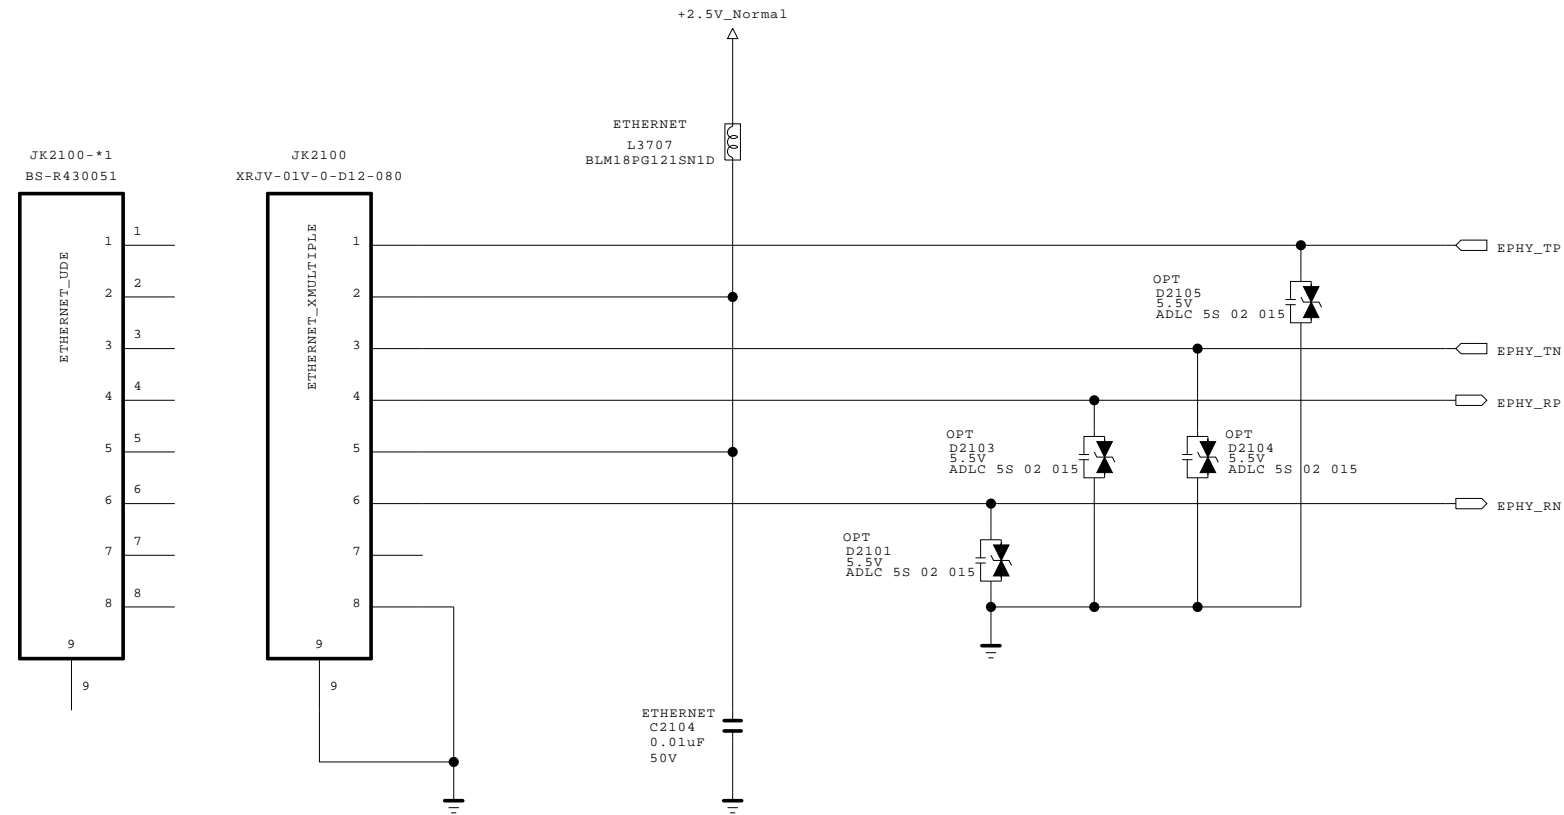 +2.5V_Normal
ETHERNET
L3707
BLM18PG121SN1D
JK2100-*1
BS-R430051
ETHERNET_UDE
1 1
2 2
3 3
4 4
5 5
6 6
7 7
8 8
9
9
JK2100
XRJV-01V-0-D12-080
ETHERNET_XMULTIPLE
1
2
3
4
5
6
7
8
9
9
ETHERNET
C2104
0.01uF
50V
OPT
D2105
5.5V
ADLC 5S 02 015
OPT
D2103
5.5V
ADLC 5S 02 015
OPT
D2104
5.5V
ADLC 5S 02 015
OPT
D2101
5.5V
ADLC 5S 02 015
EPHY_TP
EPHY_TN
EPHY_RP
EPHY_RN